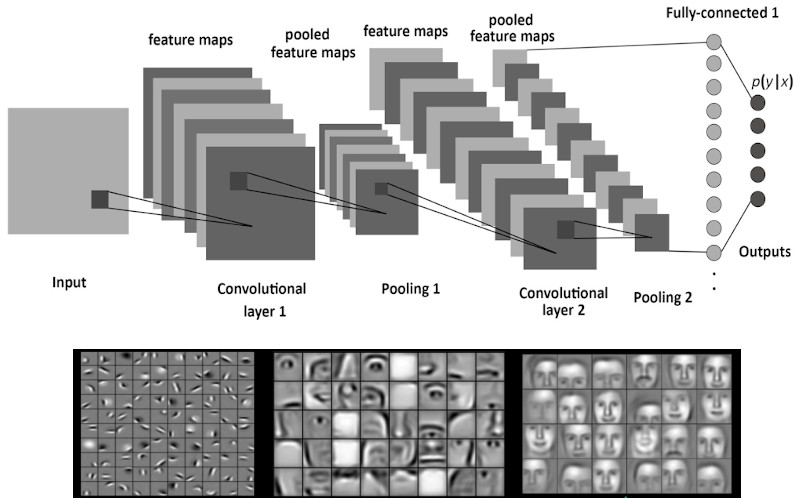 Fully-connected 1
pooled
feature maps
feature maps
feature maps
pooled
feature maps
p(y|x)
Input
Convolutional
layer 1
Pooling 1
Convolutional
layer 2
Pooling 2
Outputs